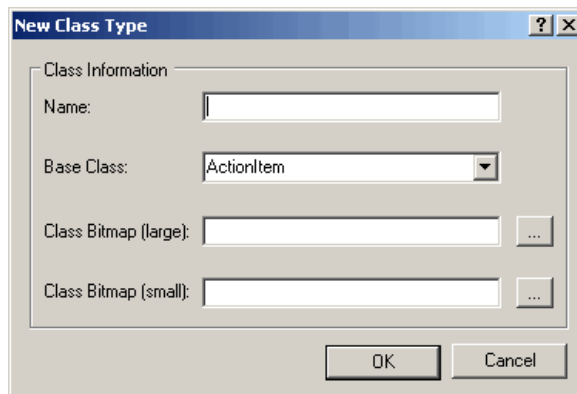 New Class Type
Class Information
Name:
Base Class: ActionItem
Class Bitmap (large): ...
Class Bitmap (small): ...
OK Cancel